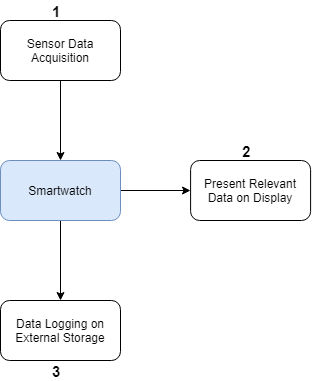 1
Sensor Data
Acquisition
2
Smartwatch
Present Relevant
Data on Display
Data Logging on
External Storage
3